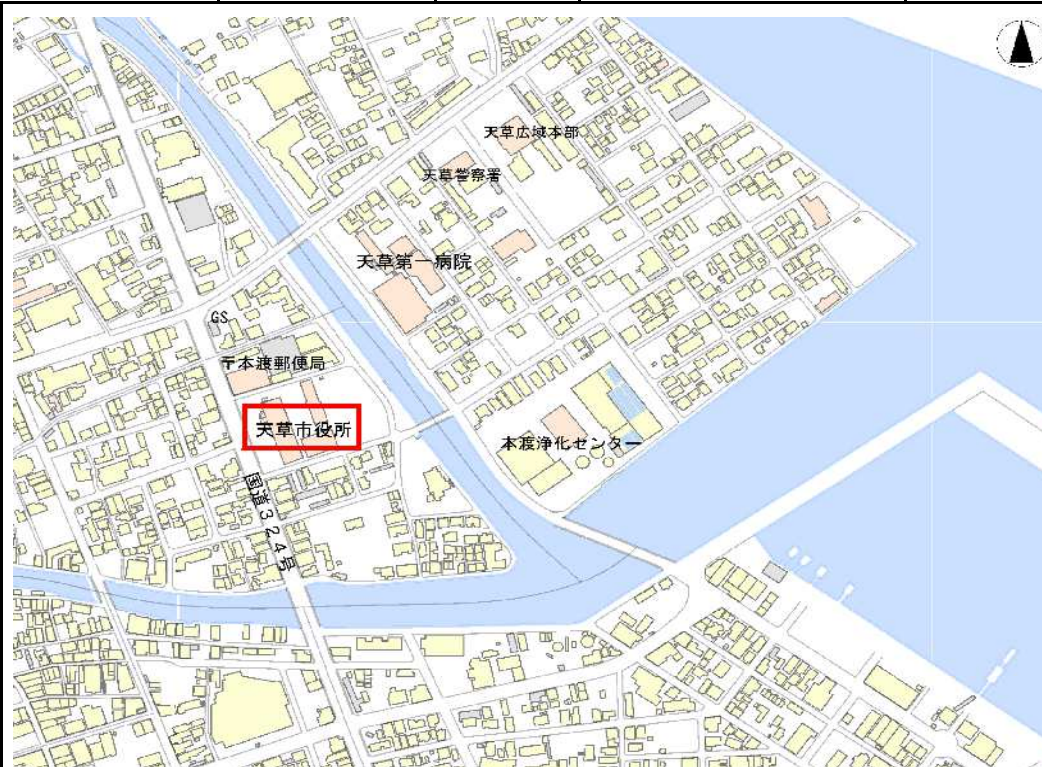 天草広域本部
天草警察署
天草第一病院
GS
〒本渡郵便局
天草市役所
本渡浄化センター
国道324号